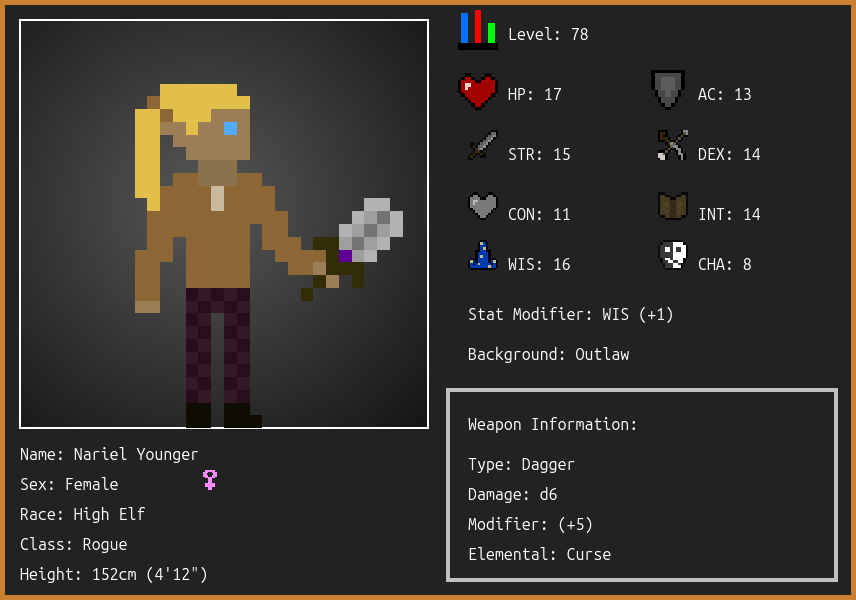 Level: 78
HP: 17
AC: 13
STR: 15
DEX: 14
CON: 11
INT: 14
WIS: 16
CHA: 8
Stat Modifier: WIS (+1)
Background: Outlaw
Name: Nariel Younger
Sex: Female
Race: High Elf
Class: Rogue
Height: 152cm (4'12")
Weapon Information:
Type: Dagger
Damage: d6
Modifier: (+5)
Elemental: Curse